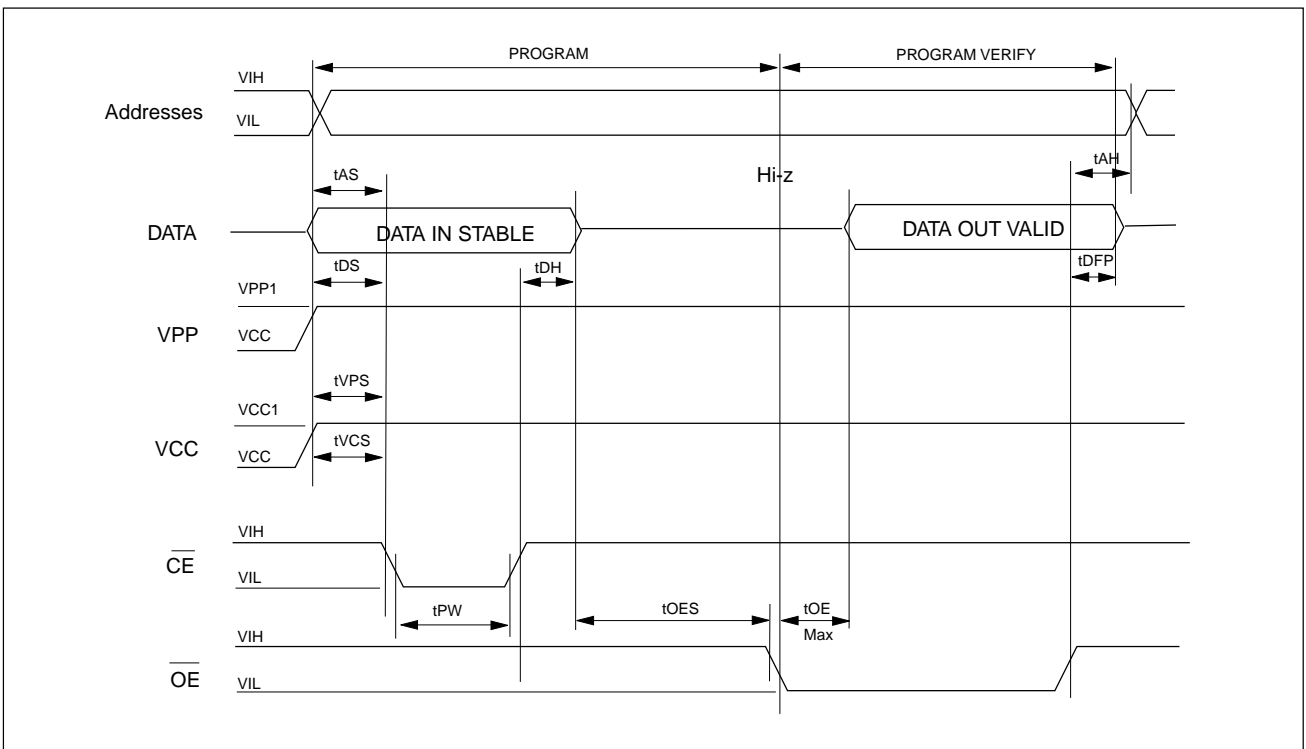 PROGRAM
PROGRAM VERIFY
VIH
Addresses
VIL
tAS
Hi-z
tAH
DATA
DATA IN STABLE
DATA OUT VALID
tDS
tDH
tDFP
VPP1
VPP
VCC
tVPS
VCC1
VCC
tVCS
VCC
VIH
CE
VIL
tPW
tOES
tOE
Max
VIH
OE
VIL